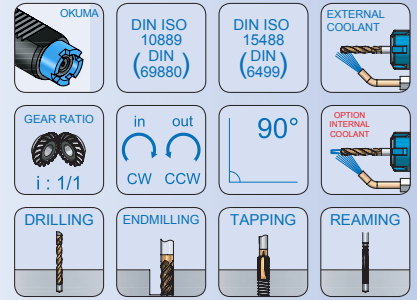 OKUMA
DIN ISO
10889
( DIN
69880 )
DIN ISO
15488
( DIN
6499 )
EXTERNAL
COOLANT
GEAR RATIO
i : 1/1
in out
CW CCW
90°
OPTION
INTERNAL
COOLANT
DRILLING
ENDMILLING
TAPPING
REAMING